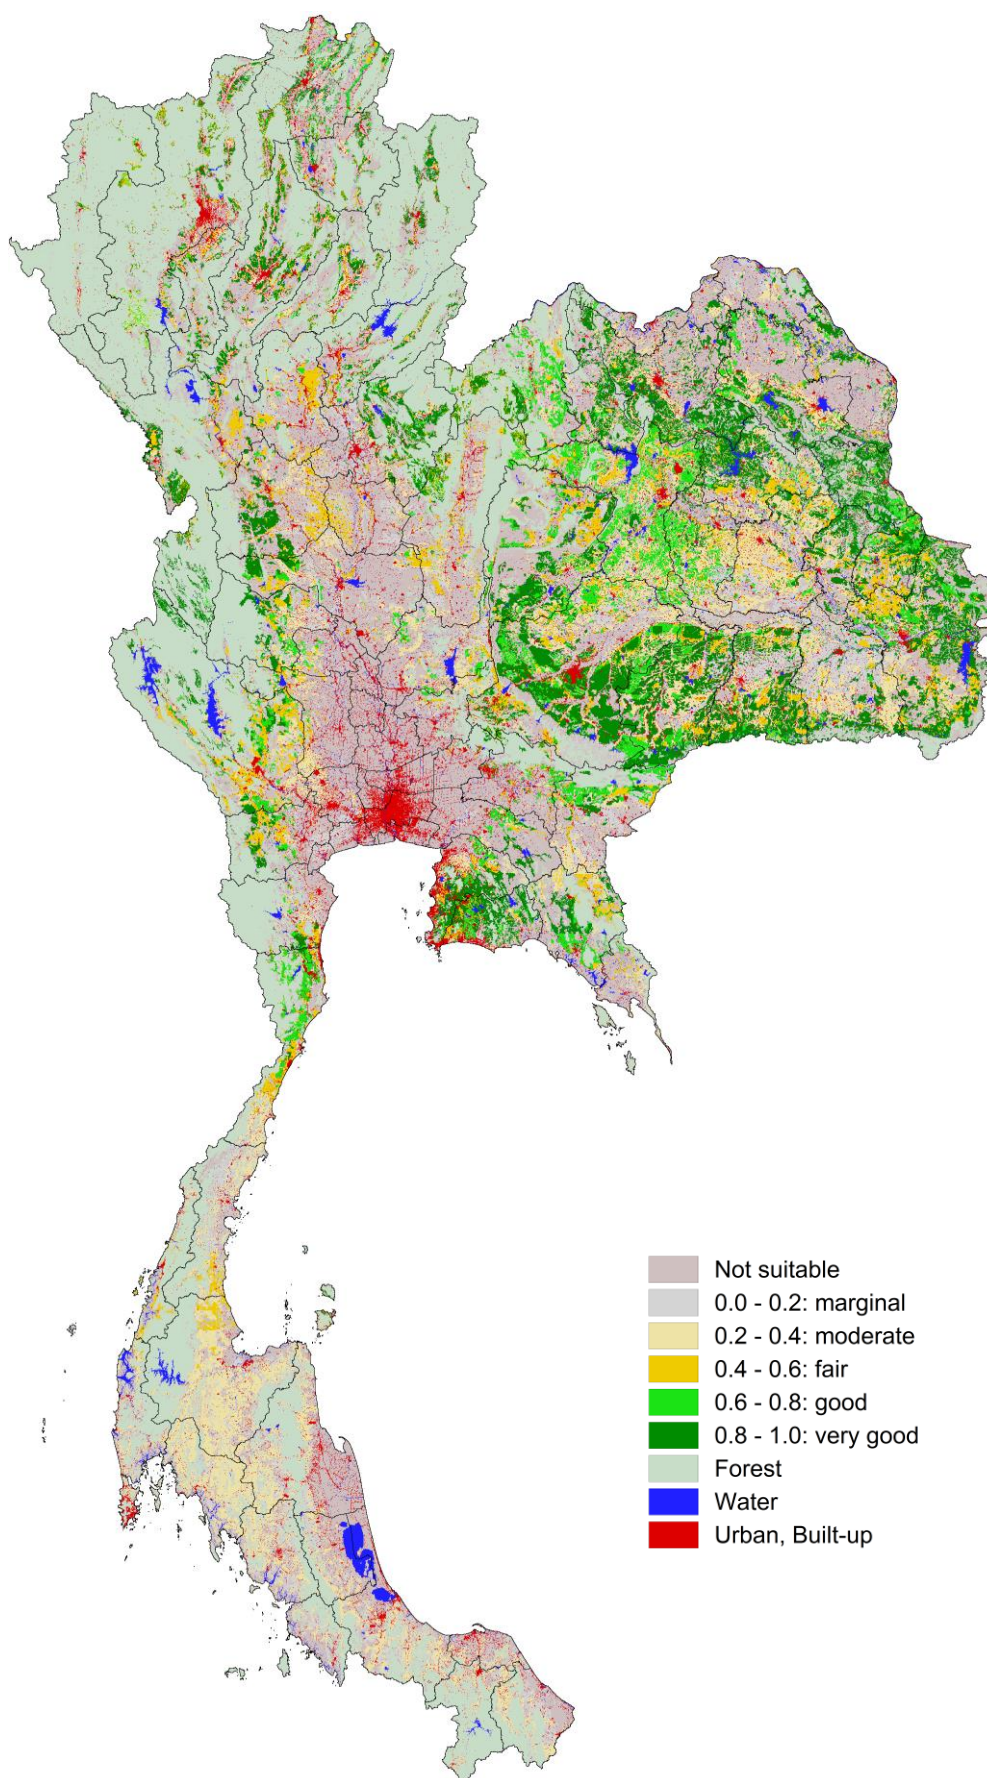 Not suitable
0.0 - 0.2: marginal
0.2 - 0.4: moderate
0.4 - 0.6: fair
0.6 - 0.8: good
0.8 - 1.0: very good
Forest
Water
Urban, Built-up